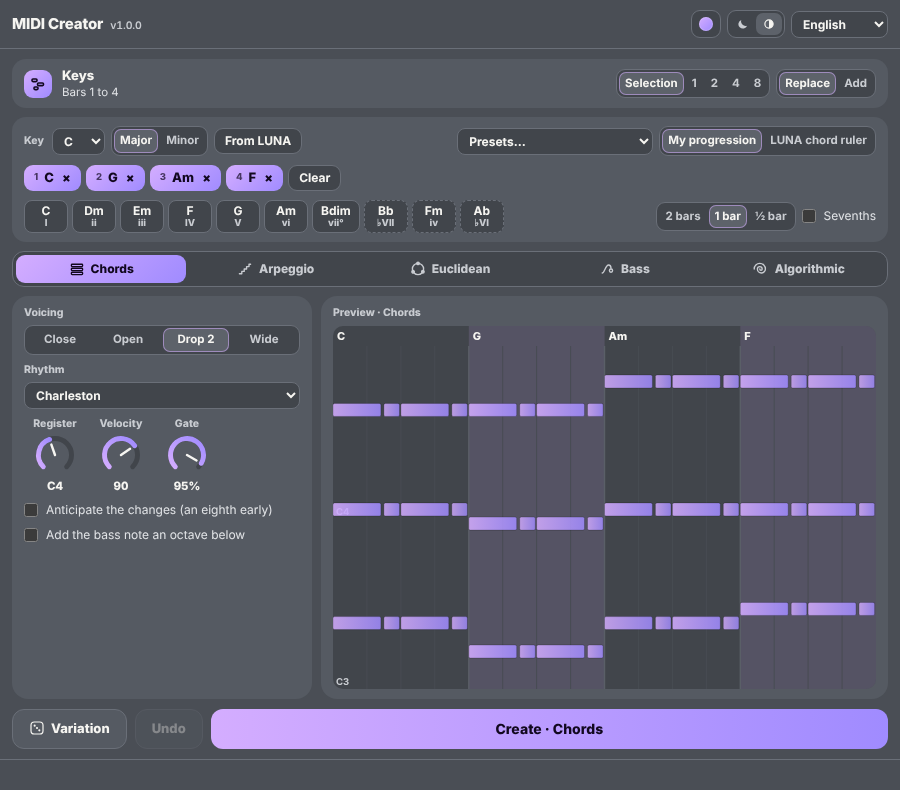 MIDI Creator v1.0.0
English
Keys
Bars 1 to 4
Selection 1 2 4 8
Replace Add
Key C Major Minor From LUNA Presets... My progression LUNA chord ruler
1 C × 2 G × 3 Am × 4 F × Clear
C Dm Em F G Am Bdim Bb Fm Ab
I ii iii IV V vi vii° ♭VII iv ♭VI
2 bars 1 bar ½ bar Sevenths
Chords Arpeggio Euclidean Bass Algorithmic
Voicing
Close Open Drop 2 Wide
Rhythm
Charleston
Register Velocity Gate
C4 90 95%
Anticipate the changes (an eighth early)
Add the bass note an octave below
Preview · Chords
C G Am F
C4
C3
Variation Undo Create · Chords